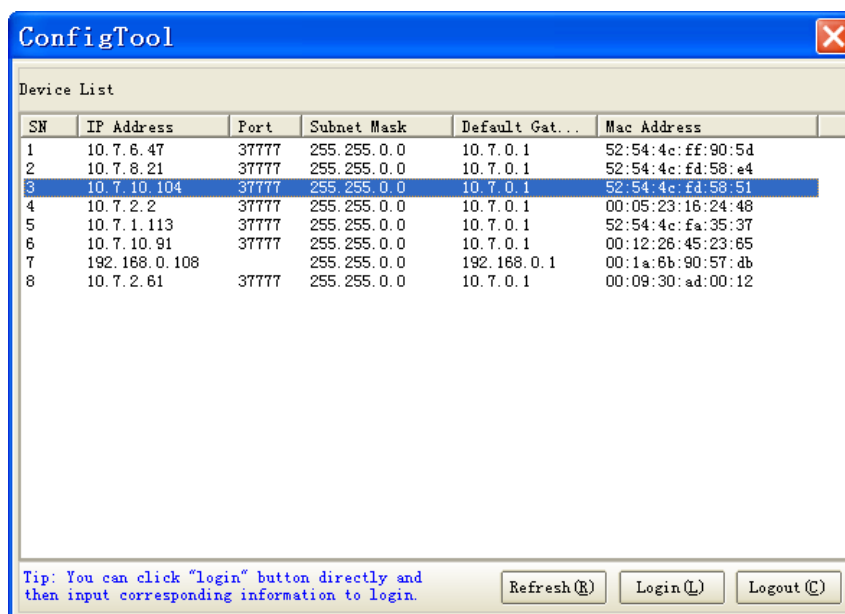 ConfigTool
Device List
SN IP Address Port Subnet Mask Default Gat... Mac Address
1 10.7.6.47 37777 255.255.0.0 10.7.0.1 52:54:4c:ff:90:5d
2 10.7.8.21 37777 255.255.0.0 10.7.0.1 52:54:4c:fd:58:e4
3 10.7.10.104 37777 255.255.0.0 10.7.0.1 52:54:4c:fd:58:51
4 10.7.2.2 37777 255.255.0.0 10.7.0.1 00:05:23:16:24:48
5 10.7.1.113 37777 255.255.0.0 10.7.0.1 52:54:4c:fa:35:37
6 10.7.10.91 37777 255.255.0.0 10.7.0.1 00:12:26:45:23:65
7 192.168.0.108 255.255.0.0 192.168.0.1 00:1a:6b:90:57:db
8 10.7.2.61 37777 255.255.0.0 10.7.0.1 00:09:30:ad:00:12
Tip: You can click "login" button directly and
then input corresponding information to login.
Refresh(R) Login(L) Logout(C)